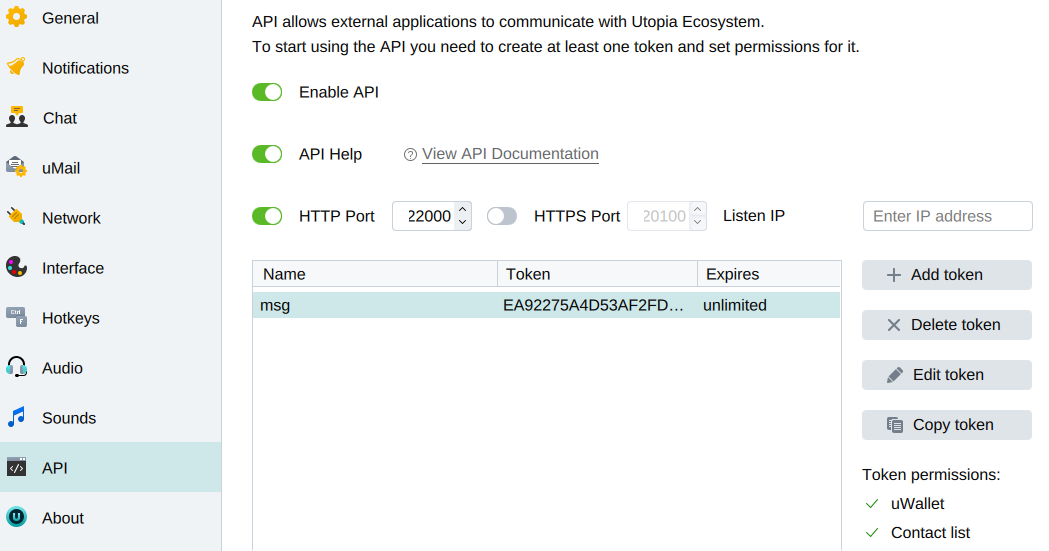 General
Notifications
Chat
uMail
Network
Interface
Ctrl
F
Hotkeys
Audio
Sounds
API
About
API allows external applications to communicate with Utopia Ecosystem.
To start using the API you need to create at least one token and set permissions for it.
Enable API
API Help ? View API Documentation
HTTP Port 22000 HTTPS Port 20100 Listen IP Enter IP address
Name Token Expires
msg EA92275A4D53AF2FD... unlimited
Add token
Delete token
Edit token
Copy token
Token permissions:
uWallet
Contact list